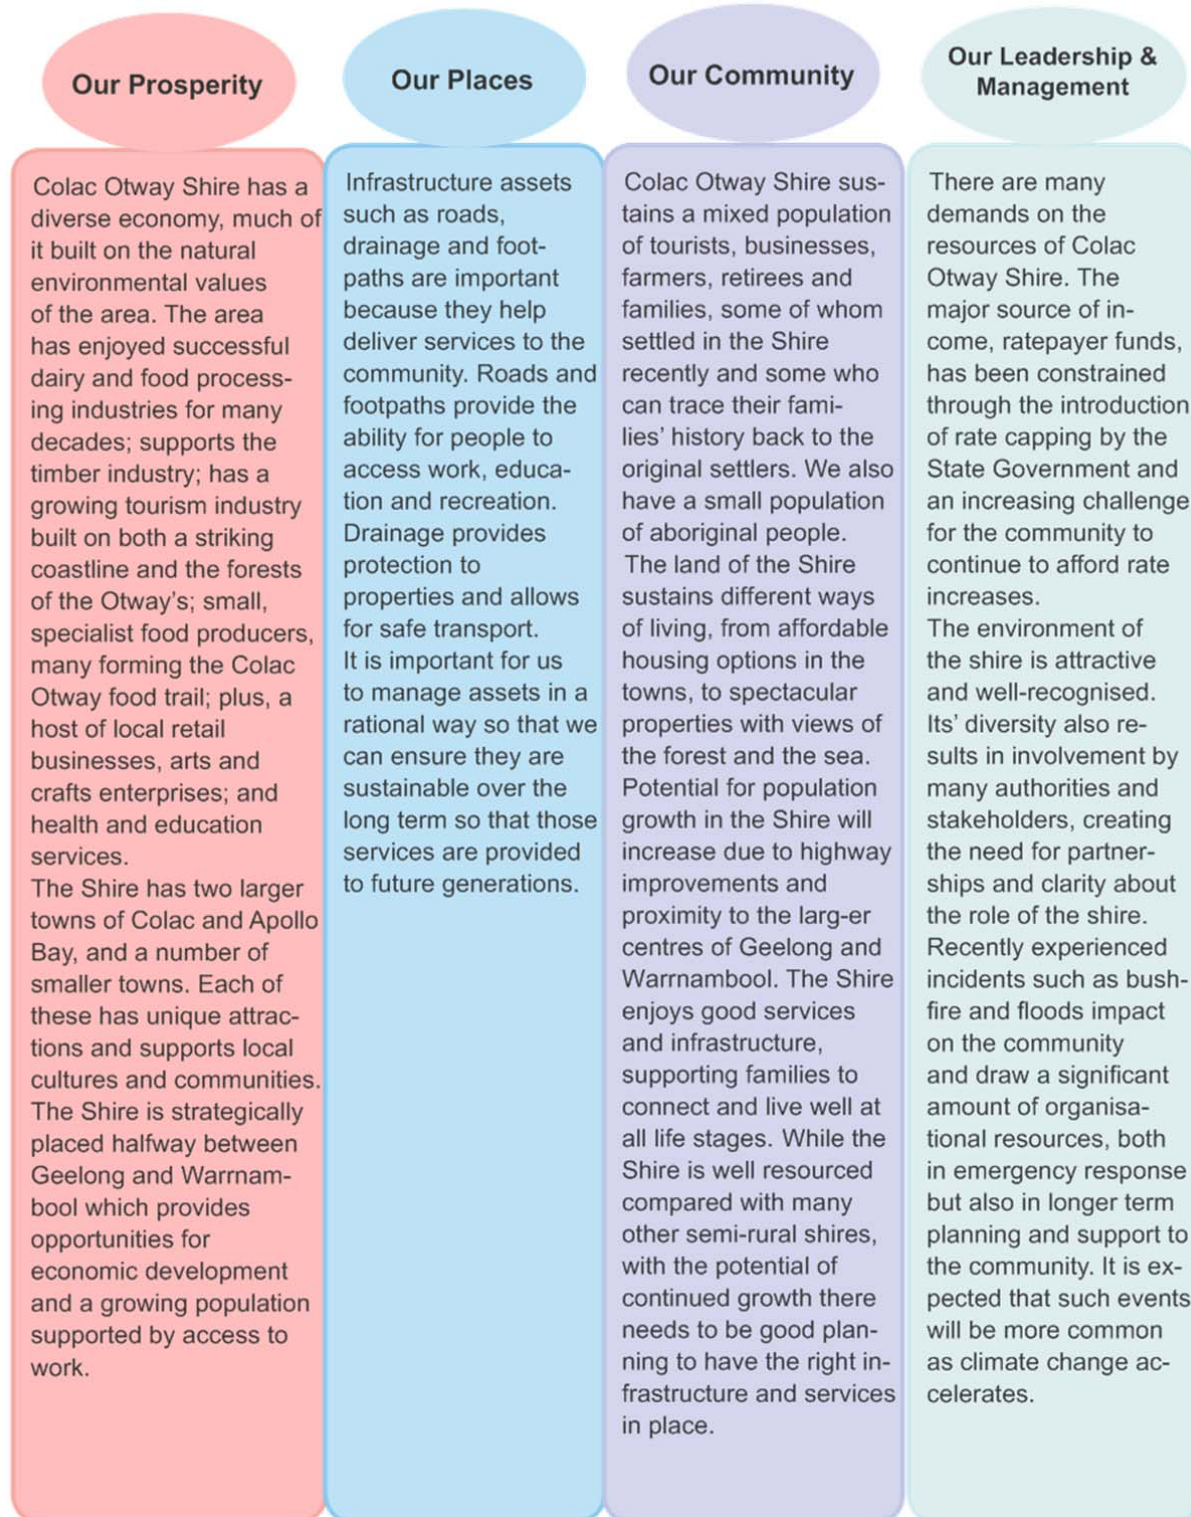 Our Prosperity
Colac Otway Shire has a
diverse economy, much of
it built on the natural
environmental values
of the area. The area
has enjoyed successful
dairy and food process-
ing industries for many
decades; supports the
timber industry; has a
growing tourism industry
built on both a striking
coastline and the forests
of the Otway's; small,
specialist food producers,
many forming the Colac
Otway food trail; plus, a
host of local retail
businesses, arts and
crafts enterprises; and
health and education
services.
The Shire has two larger
towns of Colac and Apollo
Bay, and a number of
smaller towns. Each of
these has unique attrac-
tions and supports local
cultures and communities.
The Shire is strategically
placed halfway between
Geelong and Warrnam-
bool which provides
opportunities for
economic development
and a growing population
supported by access to
work.
Our Places
Infrastructure assets
such as roads,
drainage and foot-
paths are important
because they help
deliver services to the
community. Roads and
footpaths provide the
ability for people to
access work, educa-
tion and recreation.
Drainage provides
protection to
properties and allows
for safe transport.
It is important for us
to manage assets in a
rational way so that we
can ensure they are
sustainable over the
long term so that those
services are provided
to future generations.
Our Community
Colac Otway Shire sus-
tains a mixed population
of tourists, businesses,
farmers, retirees and
families, some of whom
settled in the Shire
recently and some who
can trace their fami-
lies' history back to the
original settlers. We also
have a small population
of aboriginal people.
The land of the Shire
sustains different ways
of living, from affordable
housing options in the
towns, to spectacular
properties with views of
the forest and the sea.
Potential for population
growth in the Shire will
increase due to highway
improvements and
proximity to the larg-er
centres of Geelong and
Warrnambool. The Shire
enjoys good services
and infrastructure,
supporting families to
connect and live well at
all life stages. While the
Shire is well resourced
compared with many
other semi-rural shires,
with the potential of
continued growth there
needs to be good plan-
ning to have the right in-
frastructure and services
in place.
Our Leadership &
Management
There are many
demands on the
resources of Colac
Otway Shire. The
major source of in-
come, ratepayer funds,
has been constrained
through the introduction
of rate capping by the
State Government and
an increasing challenge
for the community to
continue to afford rate
increases.
The environment of
the shire is attractive
and well-recognised.
Its' diversity also re-
sults in involvement by
many authorities and
stakeholders, creating
the need for partner-
ships and clarity about
the role of the shire.
Recently experienced
incidents such as bush-
fire and floods impact
on the community
and draw a significant
amount of organisa-
tional resources, both
in emergency response
but also in longer term
planning and support to
the community. It is ex-
pected that such events
will be more common
as climate change ac-
celerates.